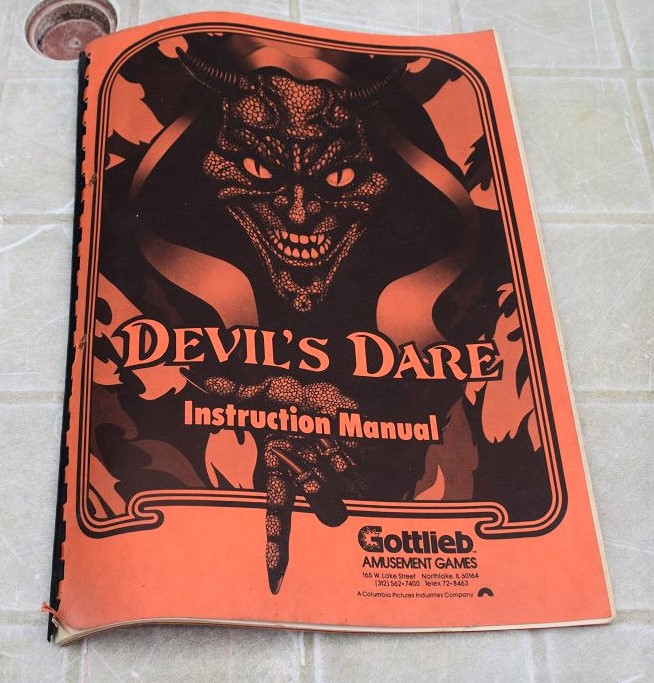 DEVIL'S DARE
Instruction Manual
Gottlieb
AMUSEMENT GAMES
165 W. Lake Street Northlake, IL 60164
(312) 562•7400 Telex 72•8463
A Columbia Pictures Industries Company